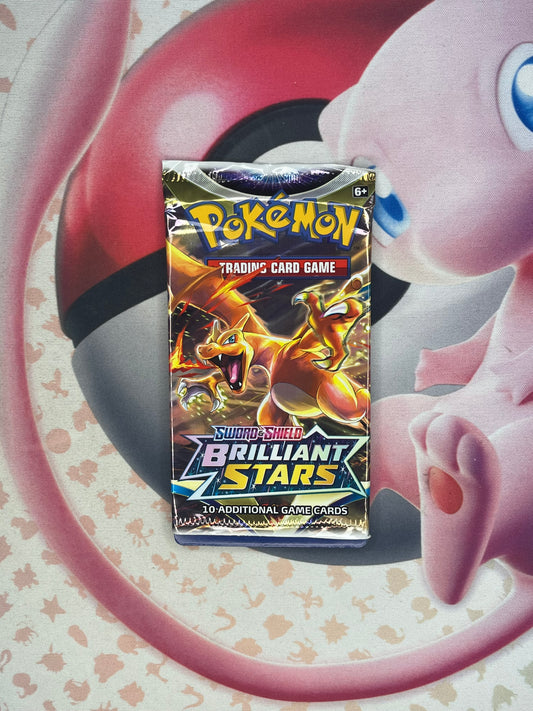 6+
POKéMON
TRADING CARD GAME
SWORD & SHIELD
BRILLIANT
STARS
10 ADDITIONAL GAME CARDS